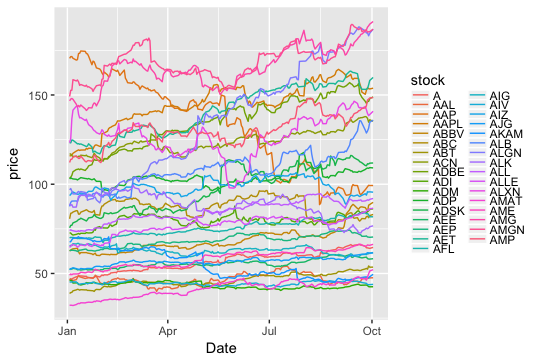 price
150
100
50
Jan
Apr
Jul
Oct
Date
stock
A
AAL
AAP
AAPL
ABBV
ABC
ABT
ACN
ADBE
ADI
ADM
ADP
ADSK
AEE
AEP
AET
AFL
AIG
AIV
AIZ
AJG
AKAM
ALB
ALGN
ALK
ALL
ALLE
ALXN
AMAT
AME
AMG
AMGN
AMP